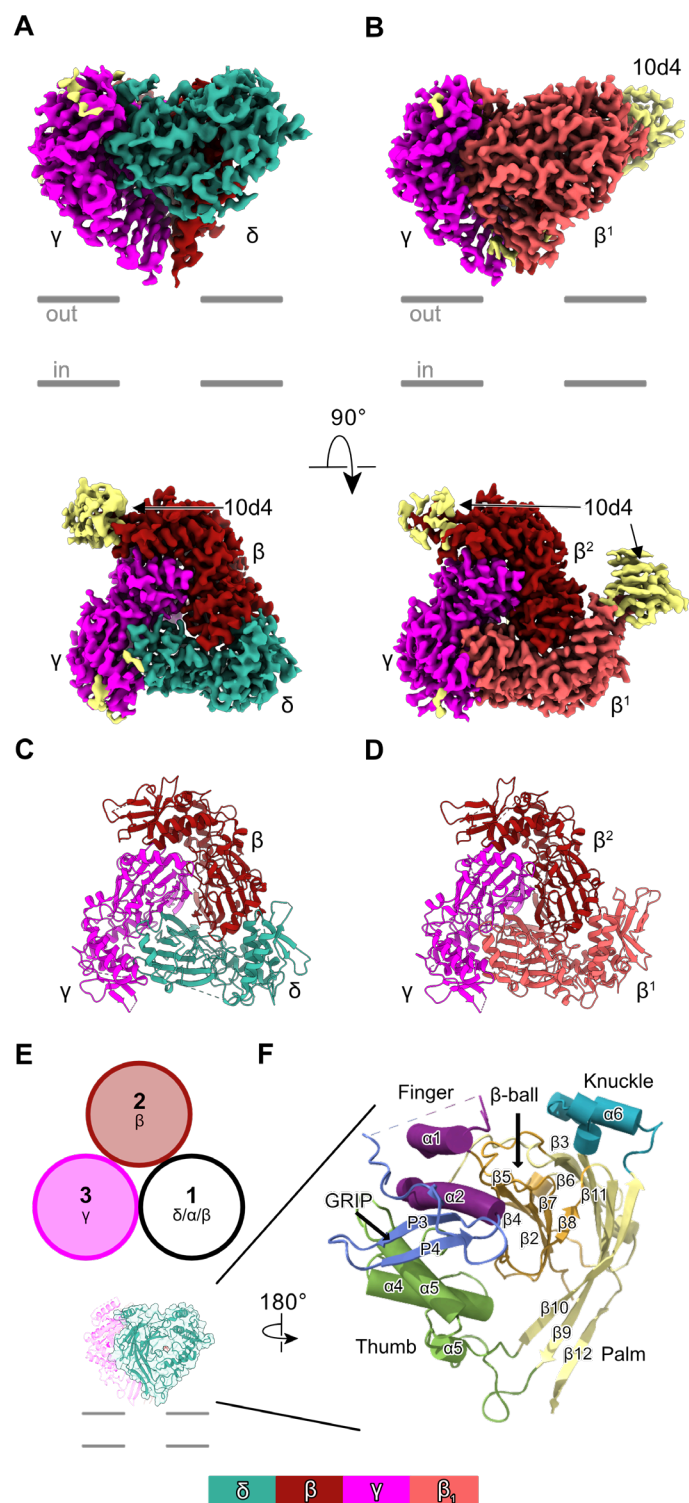 A
B
10d4
γ
δ
γ
β¹
out
in
out
in
90°
10d4
β
γ
δ
10d4
β²
γ
β¹
C
D
β
γ
δ
β²
γ
β¹
E
2
β
3
γ
1
δ/α/β
180°
F
Finger
β-ball
Knuckle
α6
α1
β3
β5
β6
GRIP
α2
β7
β11
P3
β4
β8
β2
P4
α4
α5
β10
β9
Thumb
α5
β12
Palm
δ β γ β₁